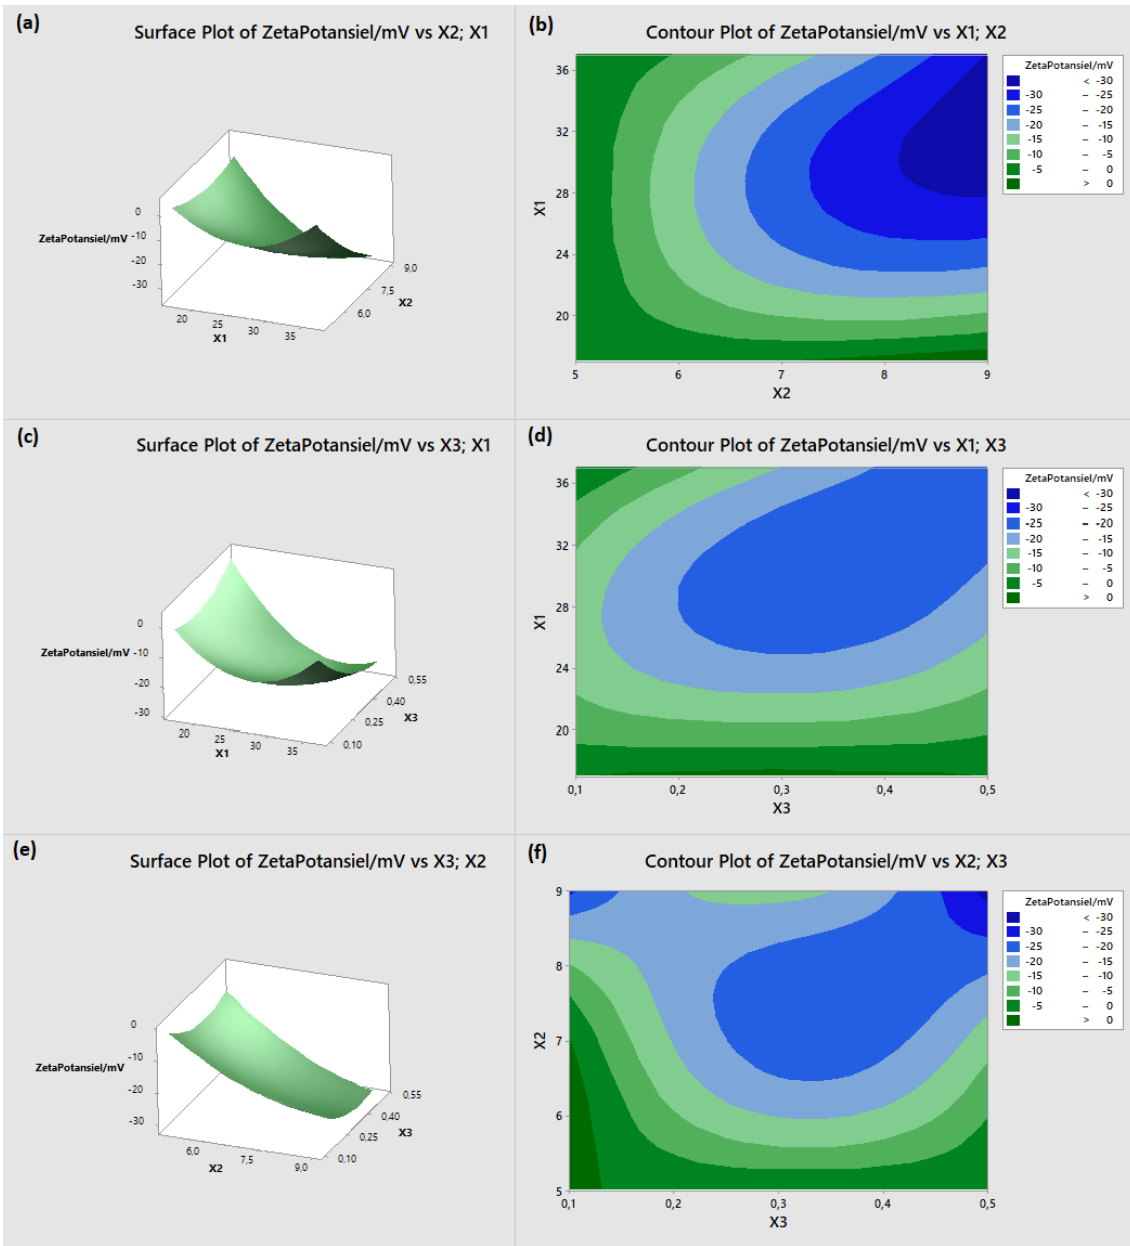 (a)
Surface Plot of ZetaPotansiel/mV vs X2; X1
0
ZetaPotansiel/mV -10
-20
-30
20
25
30
35
X1
6,0
7,5
9,0
X2
(b)
Contour Plot of ZetaPotansiel/mV vs X1; X2
36
32
28
24
20
X1
5
6
7
8
9
X2
ZetaPotansiel/mV
< -30
-30 – -25
-25 – -20
-20 – -15
-15 – -10
-10 – -5
-5 – 0
> 0
(c)
Surface Plot of ZetaPotansiel/mV vs X3; X1
0
ZetaPotansiel/mV -10
-20
-30
20
25
30
35
X1
0,10
0,25
0,40
0,55
X3
(d)
Contour Plot of ZetaPotansiel/mV vs X1; X3
36
32
28
24
20
X1
0,1
0,2
0,3
0,4
0,5
X3
ZetaPotansiel/mV
< -30
-30 – -25
-25 – -20
-20 – -15
-15 – -10
-10 – -5
-5 – 0
> 0
(e)
Surface Plot of ZetaPotansiel/mV vs X3; X2
0
-10
ZetaPotansiel/mV
-20
-30
6,0
7,5
9,0
X2
0,10
0,25
0,40
0,55
X3
(f)
Contour Plot of ZetaPotansiel/mV vs X2; X3
9
8
7
6
5
X2
0,1
0,2
0,3
0,4
0,5
X3
ZetaPotansiel/mV
< -30
-30 – -25
-25 – -20
-20 – -15
-15 – -10
-10 – -5
-5 – 0
> 0